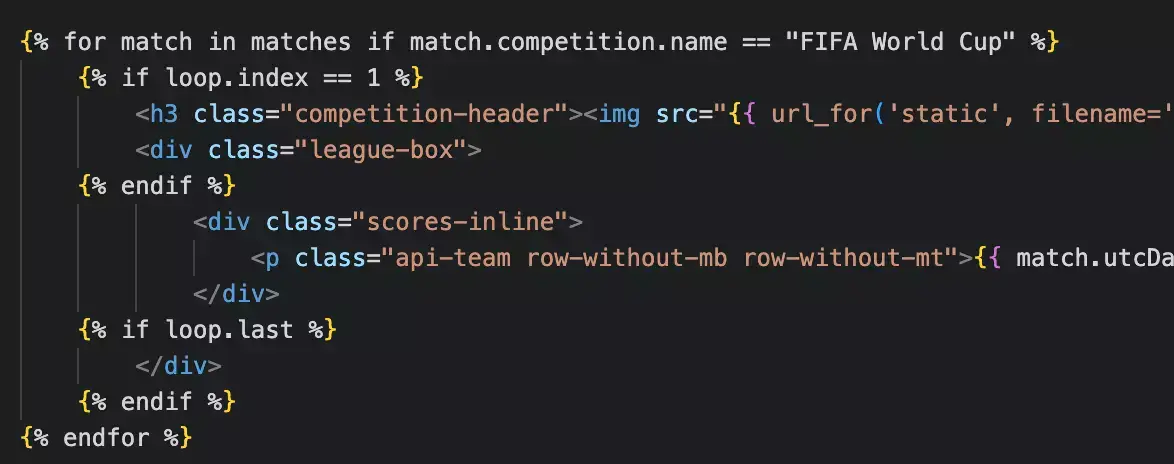 {% for match in matches if match.competition.name == "FIFA World Cup" %}
{% if loop.index == 1 %}
<h3 class="competition-header"><img src="{{ url_for('static', filename='
<div class="league-box">
{% endif %}
<div class="scores-inline">
<p class="api-team row-without-mb row-without-mt">{{ match.utcDa
</div>
{% if loop.last %}
</div>
{% endif %}
{% endfor %}